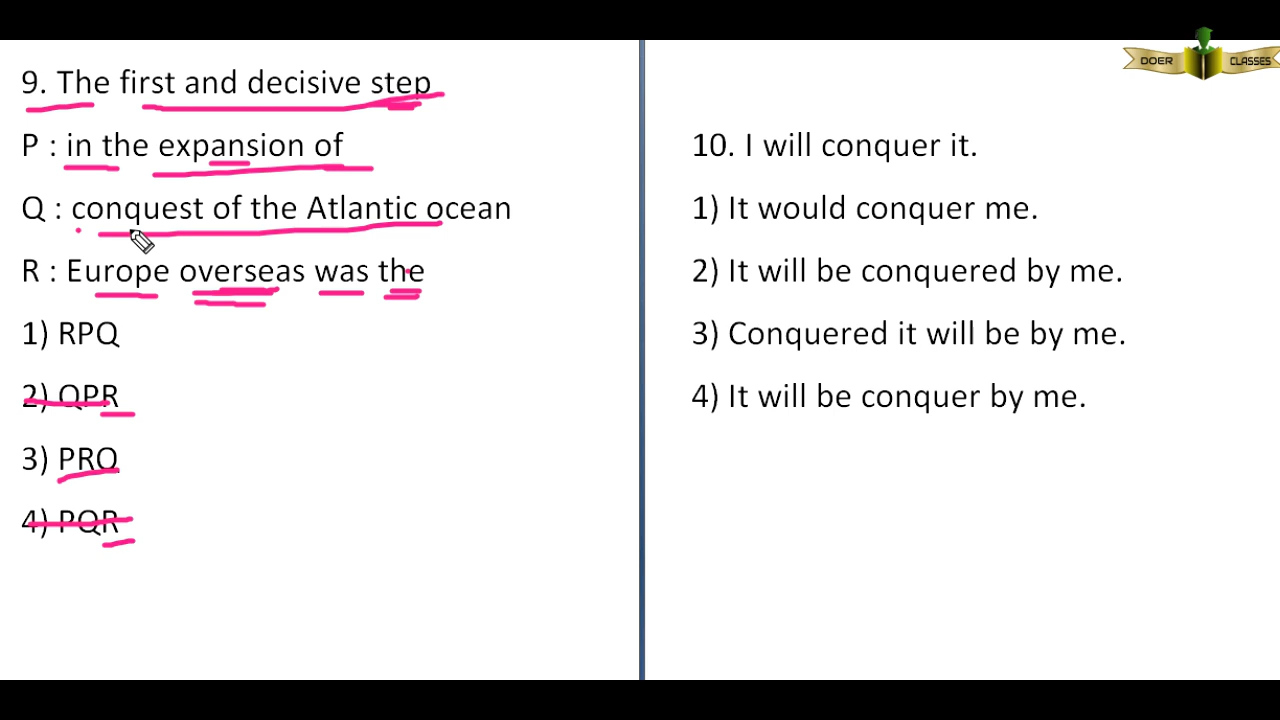 9. The first and decisive step
P : in the expansion of
Q : conquest of the Atlantic ocean
R : Europe overseas was the
1) RPQ
2) QPR
3) PRQ
4) PQR
DOER CLASSES
10. I will conquer it.
1) It would conquer me.
2) It will be conquered by me.
3) Conquered it will be by me.
4) It will be conquer by me.